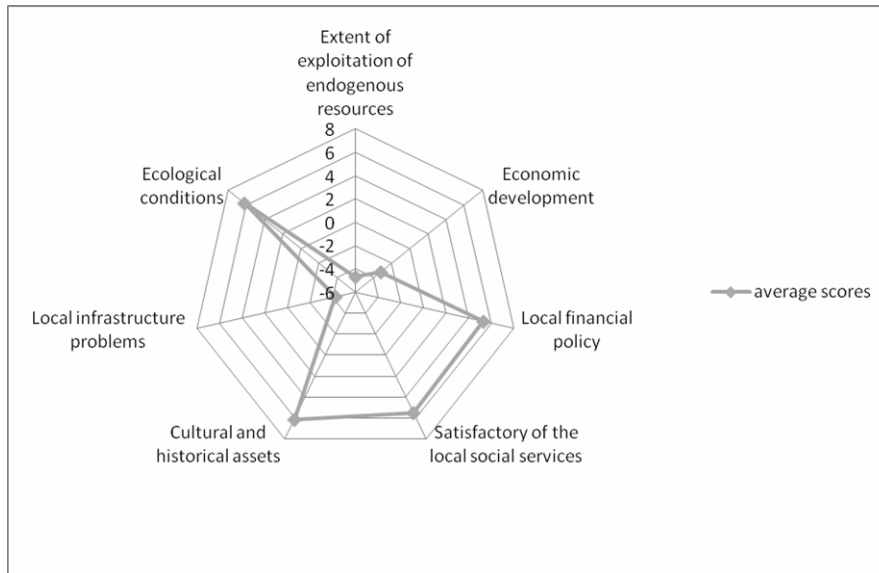 Extent of
exploitation of
endogenous
resources
8
6
4
2
0
-2
-4
-6
Ecological
conditions
Economic
development
Local infrastructure
problems
Local financial
policy
average scores
Cultural and
historical assets
Satisfactory of the
local social services